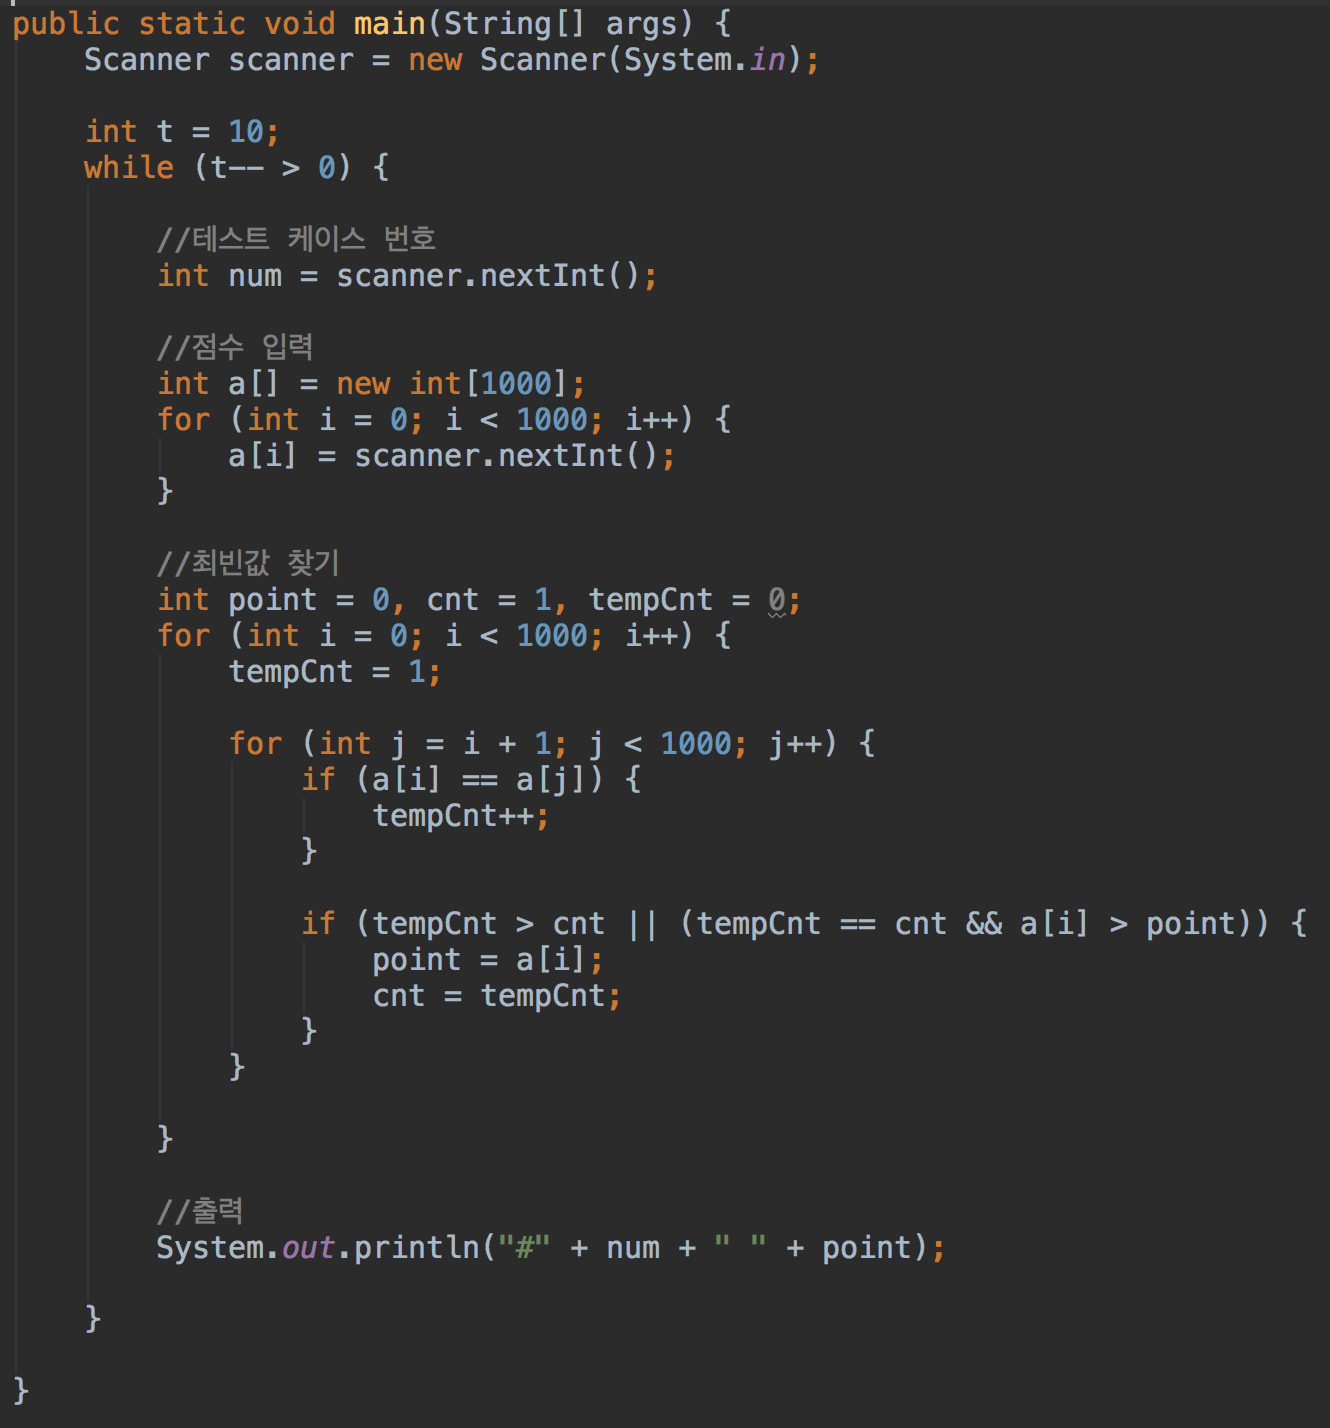 public static void main(String[] args) {
    Scanner scanner = new Scanner(System.in);
    int t = 10;
    while (t-- > 0) {
        //테스트 케이스 번호
        int num = scanner.nextInt();
        //점수 입력
        int a[] = new int[1000];
        for (int i = 0; i < 1000; i++) {
            a[i] = scanner.nextInt();
        }
        //최빈값 찾기
        int point = 0, cnt = 1, tempCnt = 0;
        for (int i = 0; i < 1000; i++) {
            tempCnt = 1;
            for (int j = i + 1; j < 1000; j++) {
                if (a[i] == a[j]) {
                    tempCnt++;
                }
                if (tempCnt > cnt || (tempCnt == cnt && a[i] > point)) {
                    point = a[i];
                    cnt = tempCnt;
                }
            }
        }
        //출력
        System.out.println("#" + num + " " + point);
    }
}